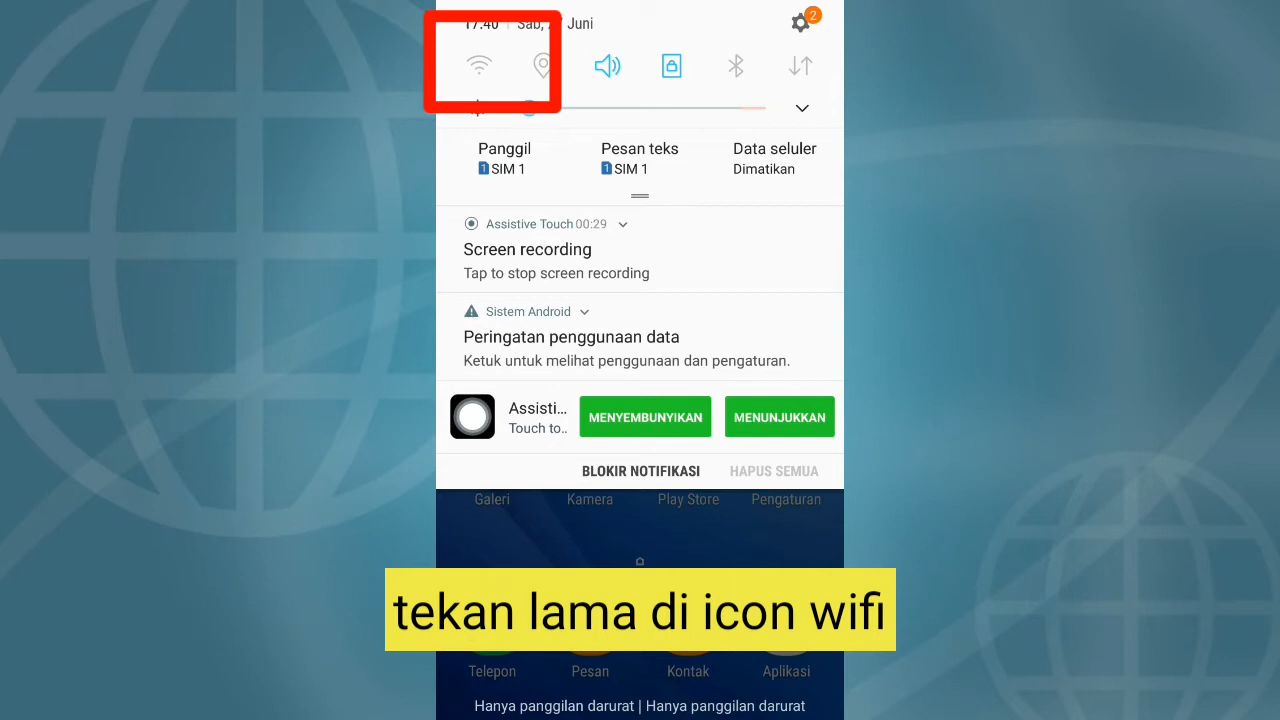 17:40 Sab, Juni
2
Panggil Pesan teks Data seluler
1 SIM 1 1 SIM 1 Dimatikan
Assistive Touch 00:29
Screen recording
Tap to stop screen recording
Sistem Android
Peringatan penggunaan data
Ketuk untuk melihat penggunaan dan pengaturan.
Assisti... MENYEMBUNYIKAN MENUNJUKKAN
Touch to..
BLOKIR NOTIFIKASI HAPUS SEMUA
Galeri Kamera Play Store Pengaturan
tekan lama di icon wifi
Telepon Pesan Kontak Aplikasi
Hanya panggilan darurat | Hanya panggilan darurat